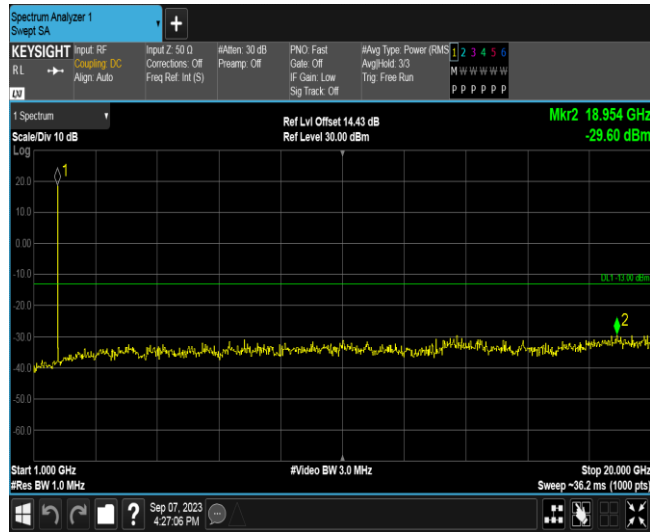 Spectrum Analyzer 1
Swept SA
+
KEYSIGHT Input: RF Input Z: 50 Ω #Atten: 30 dB PNO: Fast #Avg Type: Power (RMS 1 2 3 4 5 6
RL Coupling: DC Corrections: Off Preamp: Off Gate: Off Avg|Hold: 3/3 M W W W W W
Align: Auto Freq Ref: Int (S) IF Gain: Low Trig: Free Run
LXI Sig Track: Off P P P P P P
1 Spectrum Ref Lvl Offset 14.43 dB Mkr2 18.954 GHz
Scale/Div 10 dB Ref Level 30.00 dBm -29.60 dBm
Log
1
20.0
10.0
0.00
-10.0
DL1 -13.00 dBm
-20.0
2
-30.0
-40.0
-50.0
-60.0
Start 1.000 GHz #Video BW 3.0 MHz Stop 20.000 GHz
#Res BW 1.0 MHz Sweep ~36.2 ms (1000 pts)
? Sep 07, 2023
4:27:06 PM